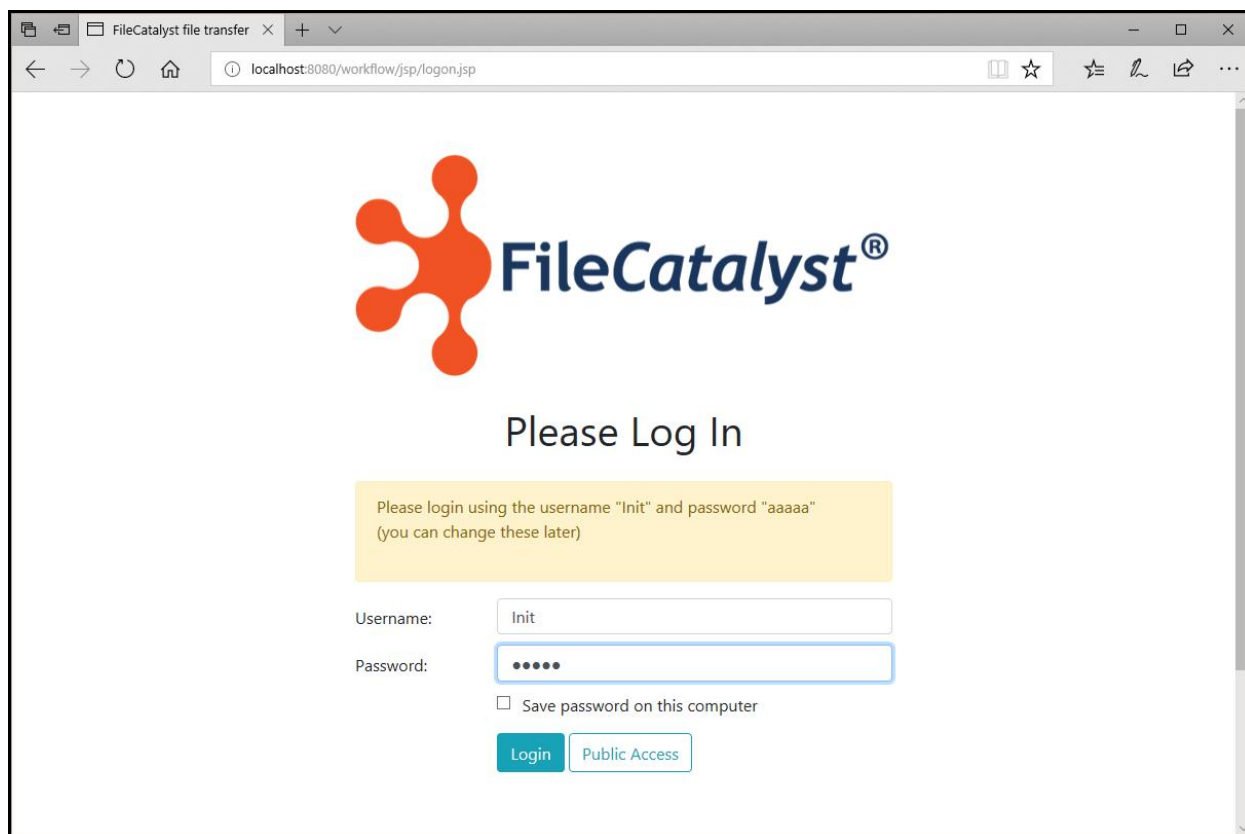 FileCatalyst file transfer
localhost:8080/workflow/jsp/logon.jsp
FileCatalyst®
Please Log In
Please login using the username "Init" and password "aaaaa"
(you can change these later)
Username: Init
Password: •••••
Save password on this computer
Login Public Access